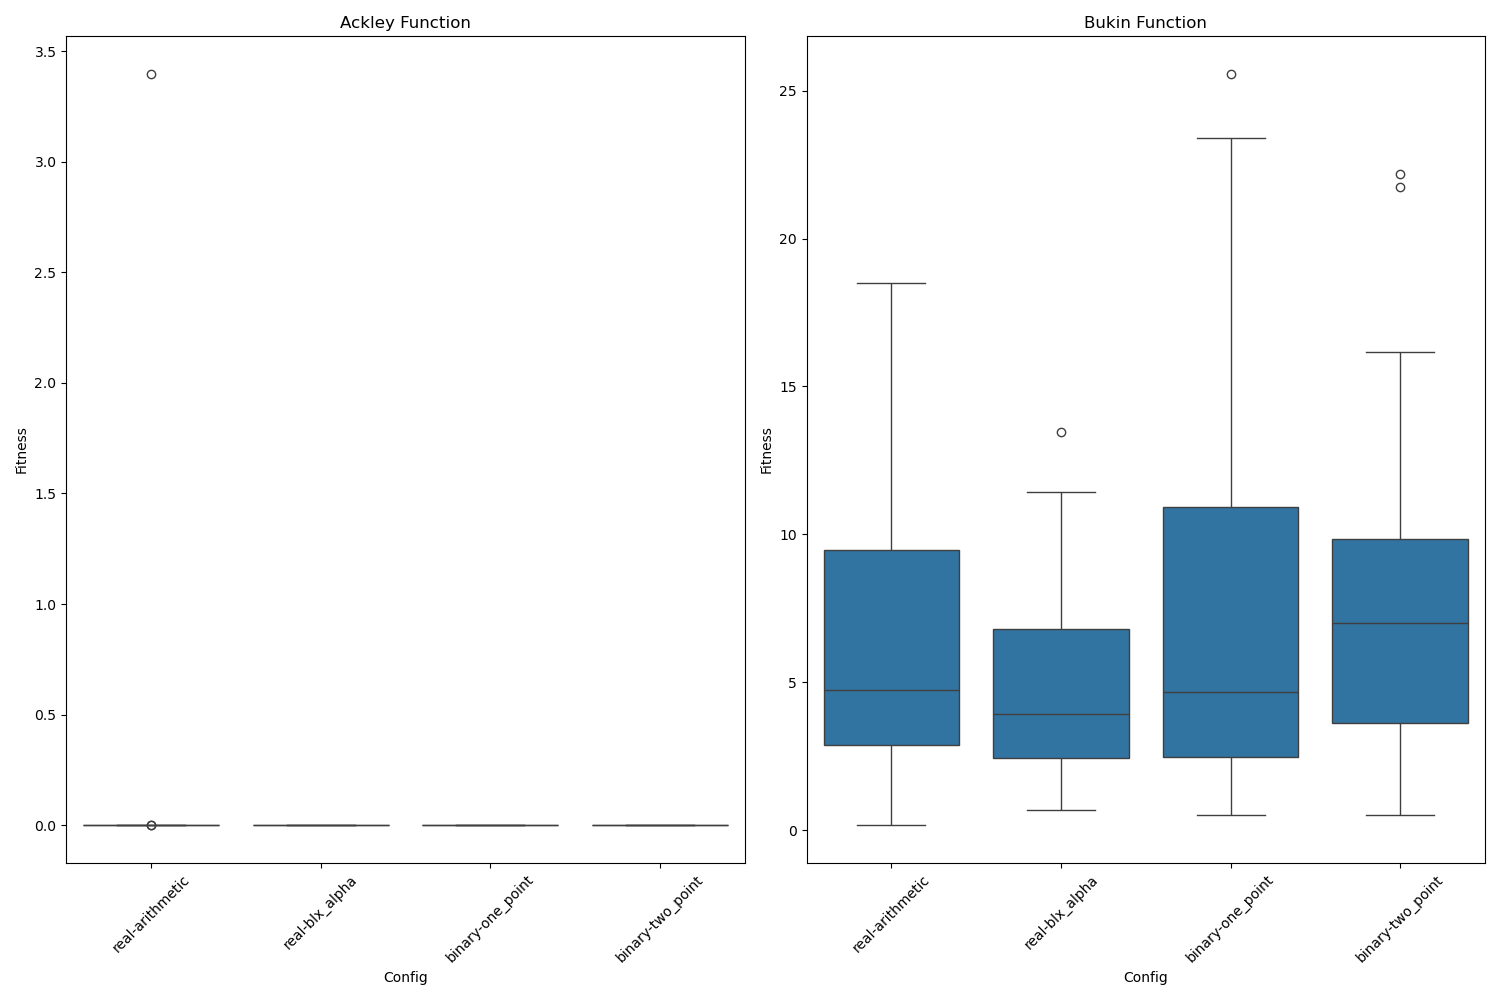 Ackley Function
3.5
3.0
2.5
2.0
1.5
1.0
0.5
0.0
Fitness
real-arithmetic
real-blx_alpha
binary-one_point
binary-two_point
Config
Bukin Function
25
20
15
10
5
0
Fitness
real-arithmetic
real-blx_alpha
binary-one_point
binary-two_point
Config